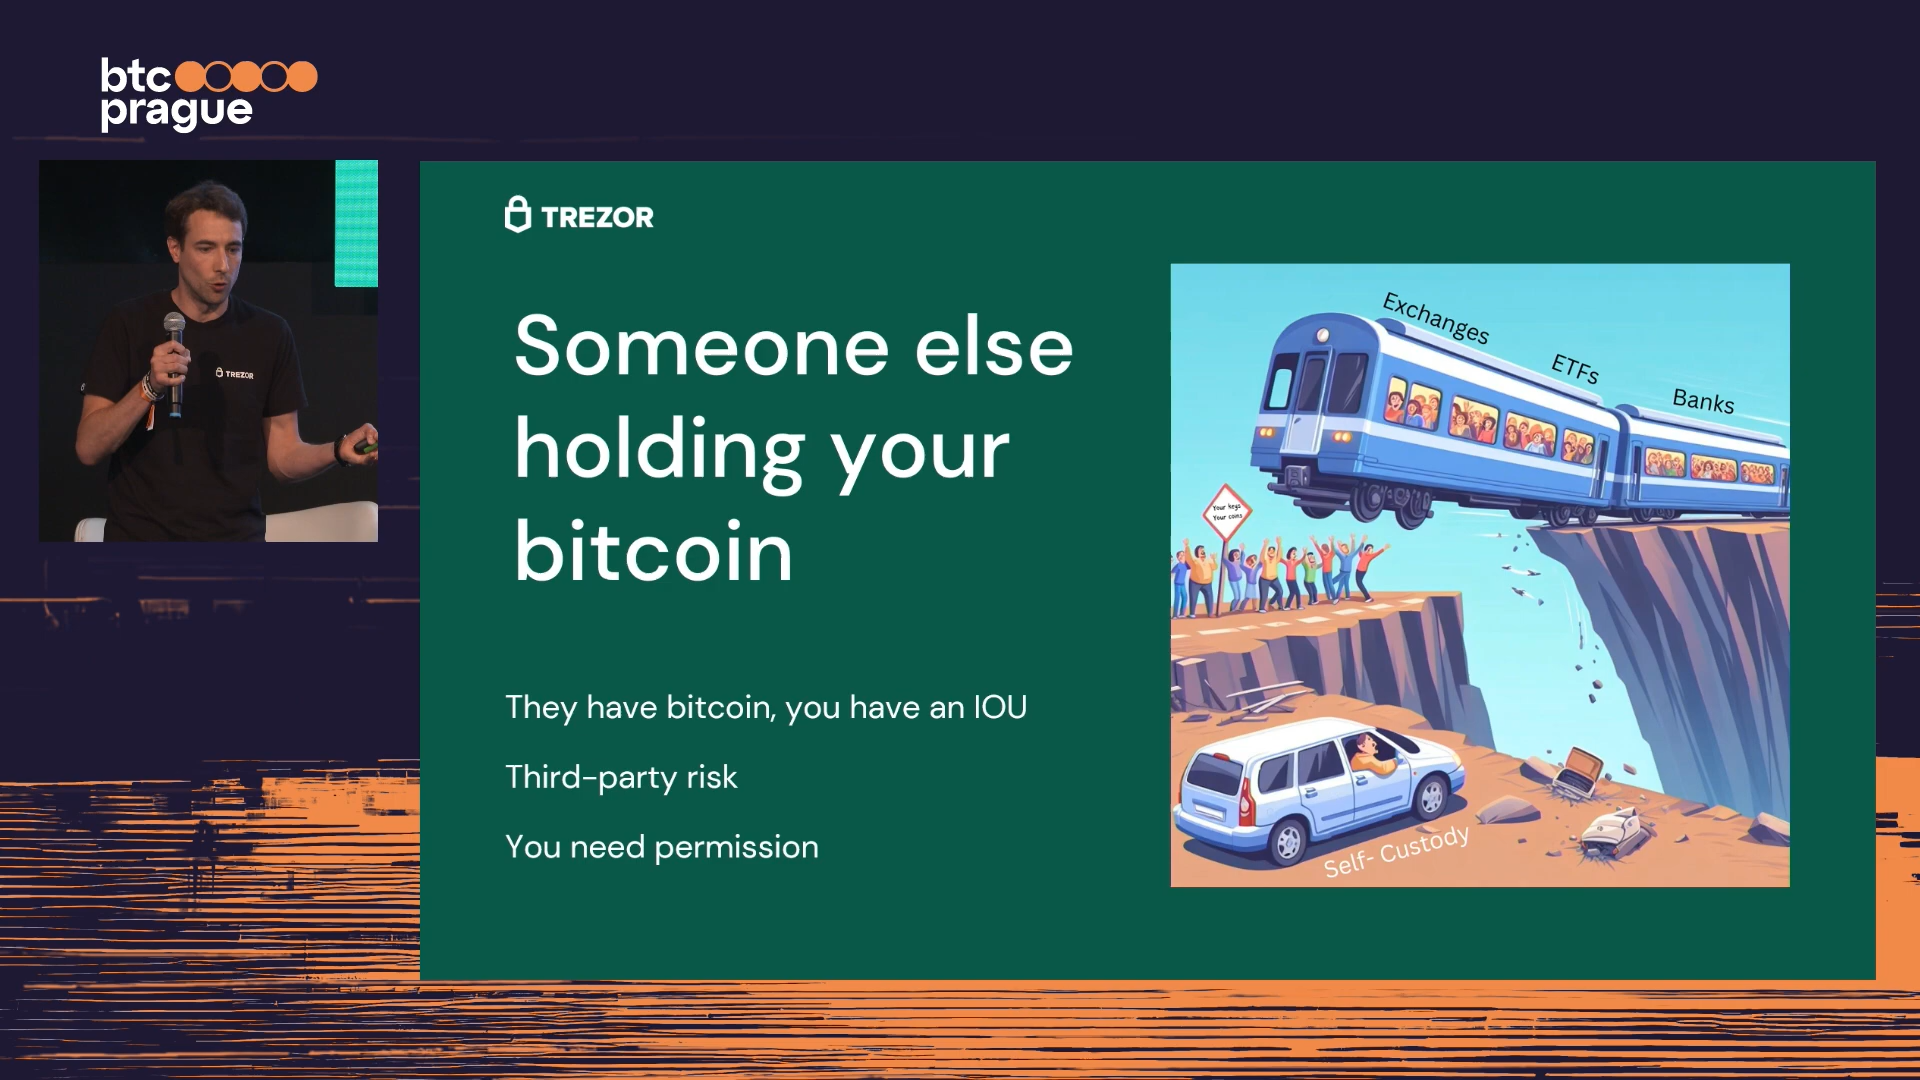 btc
prague
TREZOR
TREZOR
Someone else
holding your
bitcoin
They have bitcoin, you have an IOU
Third-party risk
You need permission
Exchanges
ETFs
Banks
Your keys
Your coins
Self- Custody